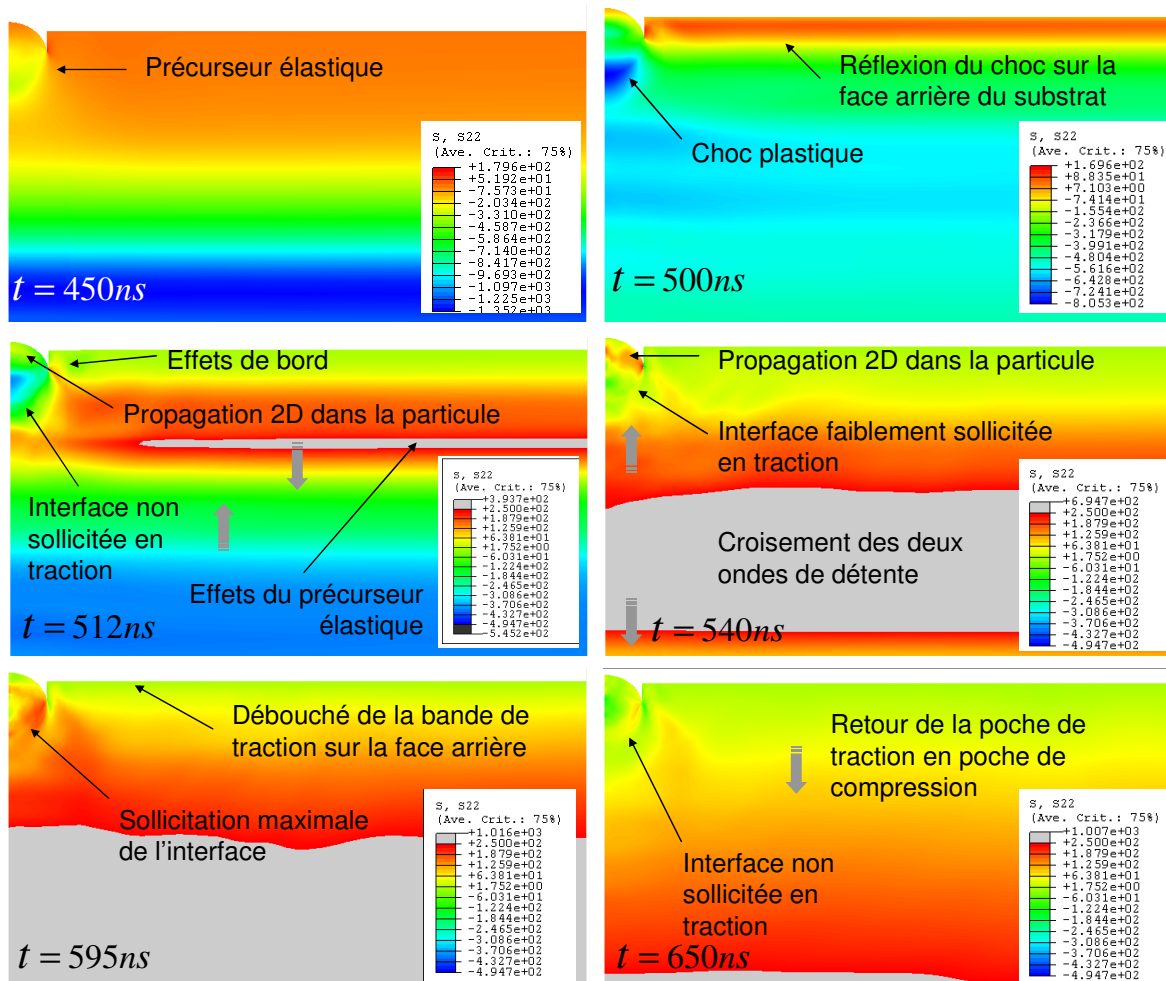 Précurseur élastique
S, S22
(Ave. Crit.: 75%)
+1.796e+02
+5.192e+01
-7.573e+01
-2.034e+02
-3.310e+02
-4.587e+02
-5.864e+02
-7.140e+02
-8.417e+02
-9.693e+02
-1.097e+03
-1.225e+03
-1.352e+03
t = 450ns
Réflexion du choc sur la
face arrière du substrat
Choc plastique
S, S22
(Ave. Crit.: 75%)
+1.696e+02
+8.835e+01
+7.103e+00
-7.414e+01
-1.554e+02
-2.366e+02
-3.179e+02
-3.991e+02
-4.804e+02
-5.616e+02
-6.428e+02
-7.241e+02
-8.053e+02
t = 500ns
Effets de bord
Propagation 2D dans la particule
Interface non
sollicitée en
traction
Effets du précurseur
élastique
S, S22
(Ave. Crit.: 75%)
+3.937e+02
+2.500e+02
+1.879e+02
+1.259e+02
+6.381e+01
+1.752e+00
-6.031e+01
-1.224e+02
-1.844e+02
-2.465e+02
-3.086e+02
-3.706e+02
-4.327e+02
-4.947e+02
-5.452e+02
t = 512ns
Propagation 2D dans la particule
Interface faiblement sollicitée
en traction
Croisement des deux
ondes de détente
S, S22
(Ave. Crit.: 75%)
+6.947e+02
+2.500e+02
+1.879e+02
+1.259e+02
+6.381e+01
+1.752e+00
-6.031e+01
-1.224e+02
-1.844e+02
-2.465e+02
-3.086e+02
-3.706e+02
-4.327e+02
-4.947e+02
t = 540ns
Débouché de la bande de
traction sur la face arrière
Sollicitation maximale
de l'interface
S, S22
(Ave. Crit.: 75%)
+1.016e+03
+2.500e+02
+1.879e+02
+1.259e+02
+6.381e+01
+1.752e+00
-6.031e+01
-1.224e+02
-1.844e+02
-2.465e+02
-3.086e+02
-3.706e+02
-4.327e+02
-4.947e+02
t = 595ns
Retour de la poche de
traction en poche de
compression
Interface non
sollicitée en
traction
S, S22
(Ave. Crit.: 75%)
+1.007e+03
+2.500e+02
+1.879e+02
+1.259e+02
+6.381e+01
+1.752e+00
-6.031e+01
-1.224e+02
-1.844e+02
-2.465e+02
-3.086e+02
-3.706e+02
-4.327e+02
-4.947e+02
t = 650ns